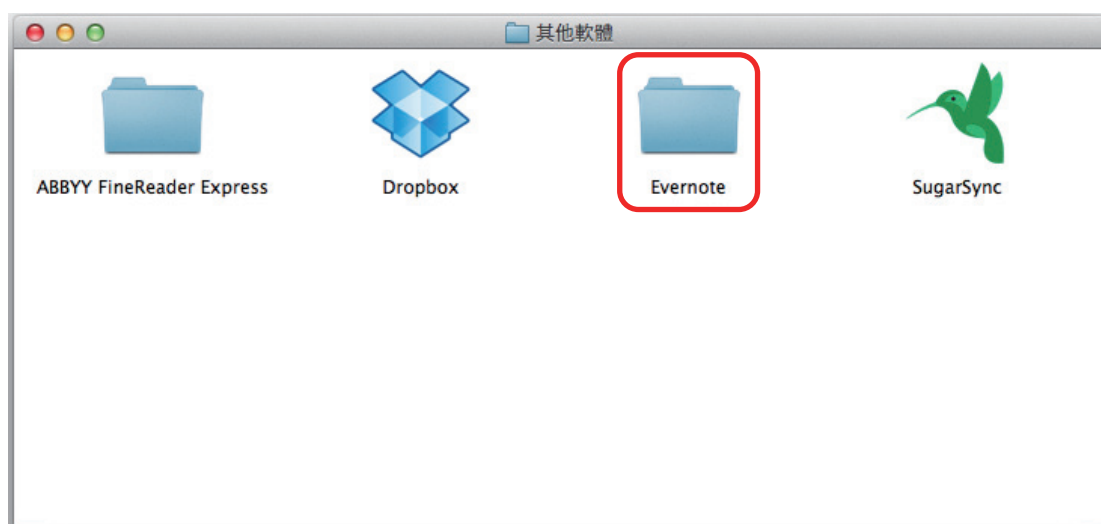 其他軟體
ABBYY FineReader Express
Dropbox
Evernote
SugarSync